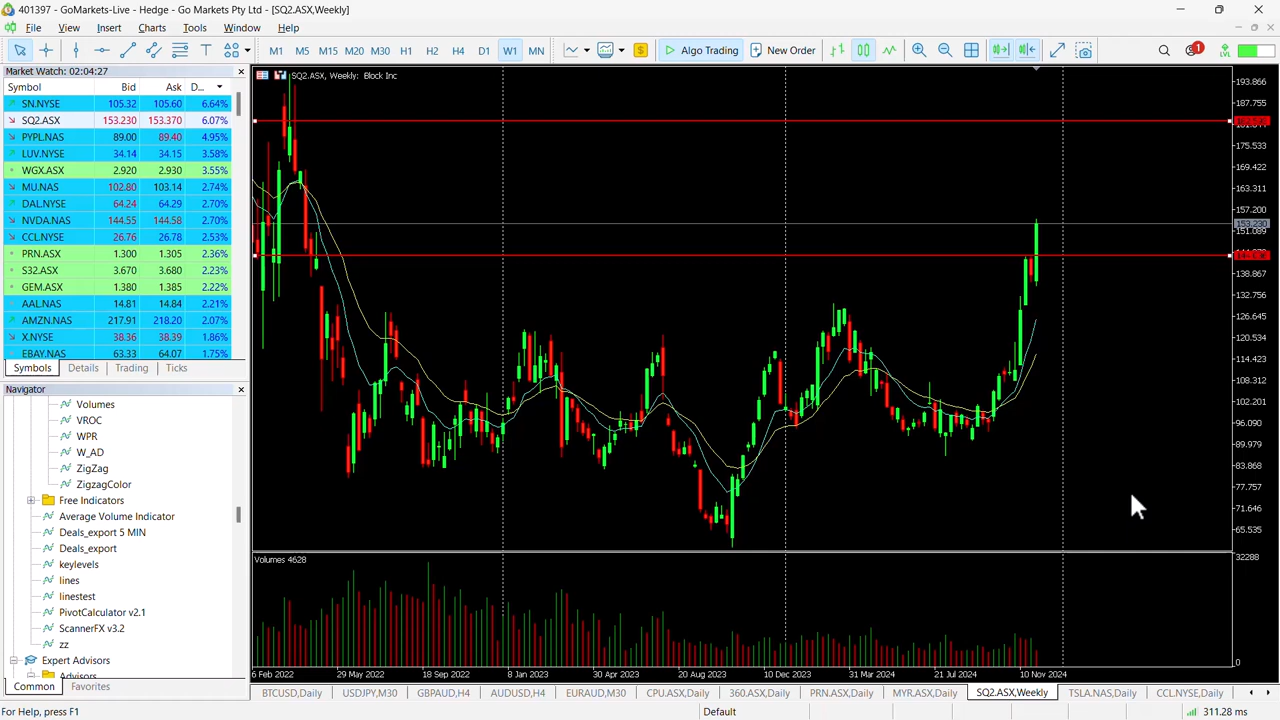 401397 - GoMarkets-Live - Hedge - Go Markets Pty Ltd - [SQ2.ASX,Weekly]
File View Insert Charts Tools Window Help
M1 M5 M15 M20 M30 H1 H2 H4 D1 W1 MN $ Algo Trading New Order 1 LVL
Market Watch: 02:04:27
Symbol Bid Ask D...
SN.NYSE 105.32 105.60 6.64%
SQ2.ASX 153.230 153.370 6.07%
PYPL.NAS 89.00 89.40 4.95%
LUV.NYSE 34.14 34.15 3.58%
WGX.ASX 2.920 2.930 3.55%
MU.NAS 102.80 103.14 2.74%
DAL.NYSE 64.24 64.29 2.70%
NVDA.NAS 144.55 144.58 2.70%
CCL.NYSE 26.76 26.78 2.53%
PRN.ASX 1.300 1.305 2.36%
S32.ASX 3.670 3.680 2.23%
GEM.ASX 1.380 1.385 2.22%
AAL.NAS 14.81 14.84 2.21%
AMZN.NAS 217.91 218.20 2.07%
X.NYSE 38.36 38.39 1.86%
EBAY.NAS 63.33 64.07 1.75%
Symbols Details Trading Ticks
Navigator
Volumes
VROC
WPR
W_AD
ZigZag
ZigzagColor
Free Indicators
Average Volume Indicator
Deals_export 5 MIN
Deals_export
keylevels
lines
linestest
PivotCalculator v2.1
ScannerFX v3.2
zz
Expert Advisors
Advisors
Common Favorites
SQ2.ASX, Weekly: Block Inc
193.866
187.755
175.533
169.422
163.311
157.200
153.230
151.089
138.867
132.756
126.645
120.534
114.423
108.312
102.201
96.090
89.979
83.868
77.757
71.646
65.535
Volumes 4628
32288
0
6 Feb 2022 29 May 2022 18 Sep 2022 8 Jan 2023 30 Apr 2023 20 Aug 2023 10 Dec 2023 31 Mar 2024 21 Jul 2024 10 Nov 2024
BTCUSD,Daily USDJPY,M30 GBPAUD,H4 AUDUSD,H4 EURAUD,M30 CPU.ASX,Daily 360.ASX,Daily PRN.ASX,Daily MYR.ASX,Daily SQ2.ASX,Weekly TSLA.NAS,Daily CCL.NYSE,Daily
For Help, press F1 Default 311.28 ms